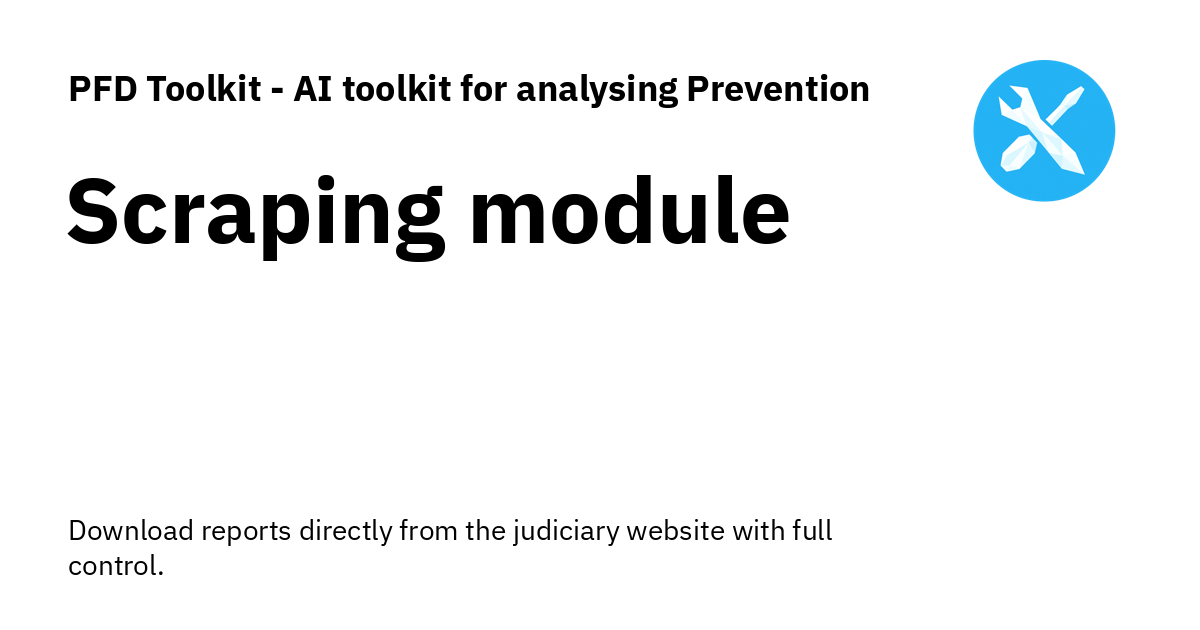 PFD Toolkit - AI toolkit for analysing Prevention
Scraping module
Download reports directly from the judiciary website with full
control.